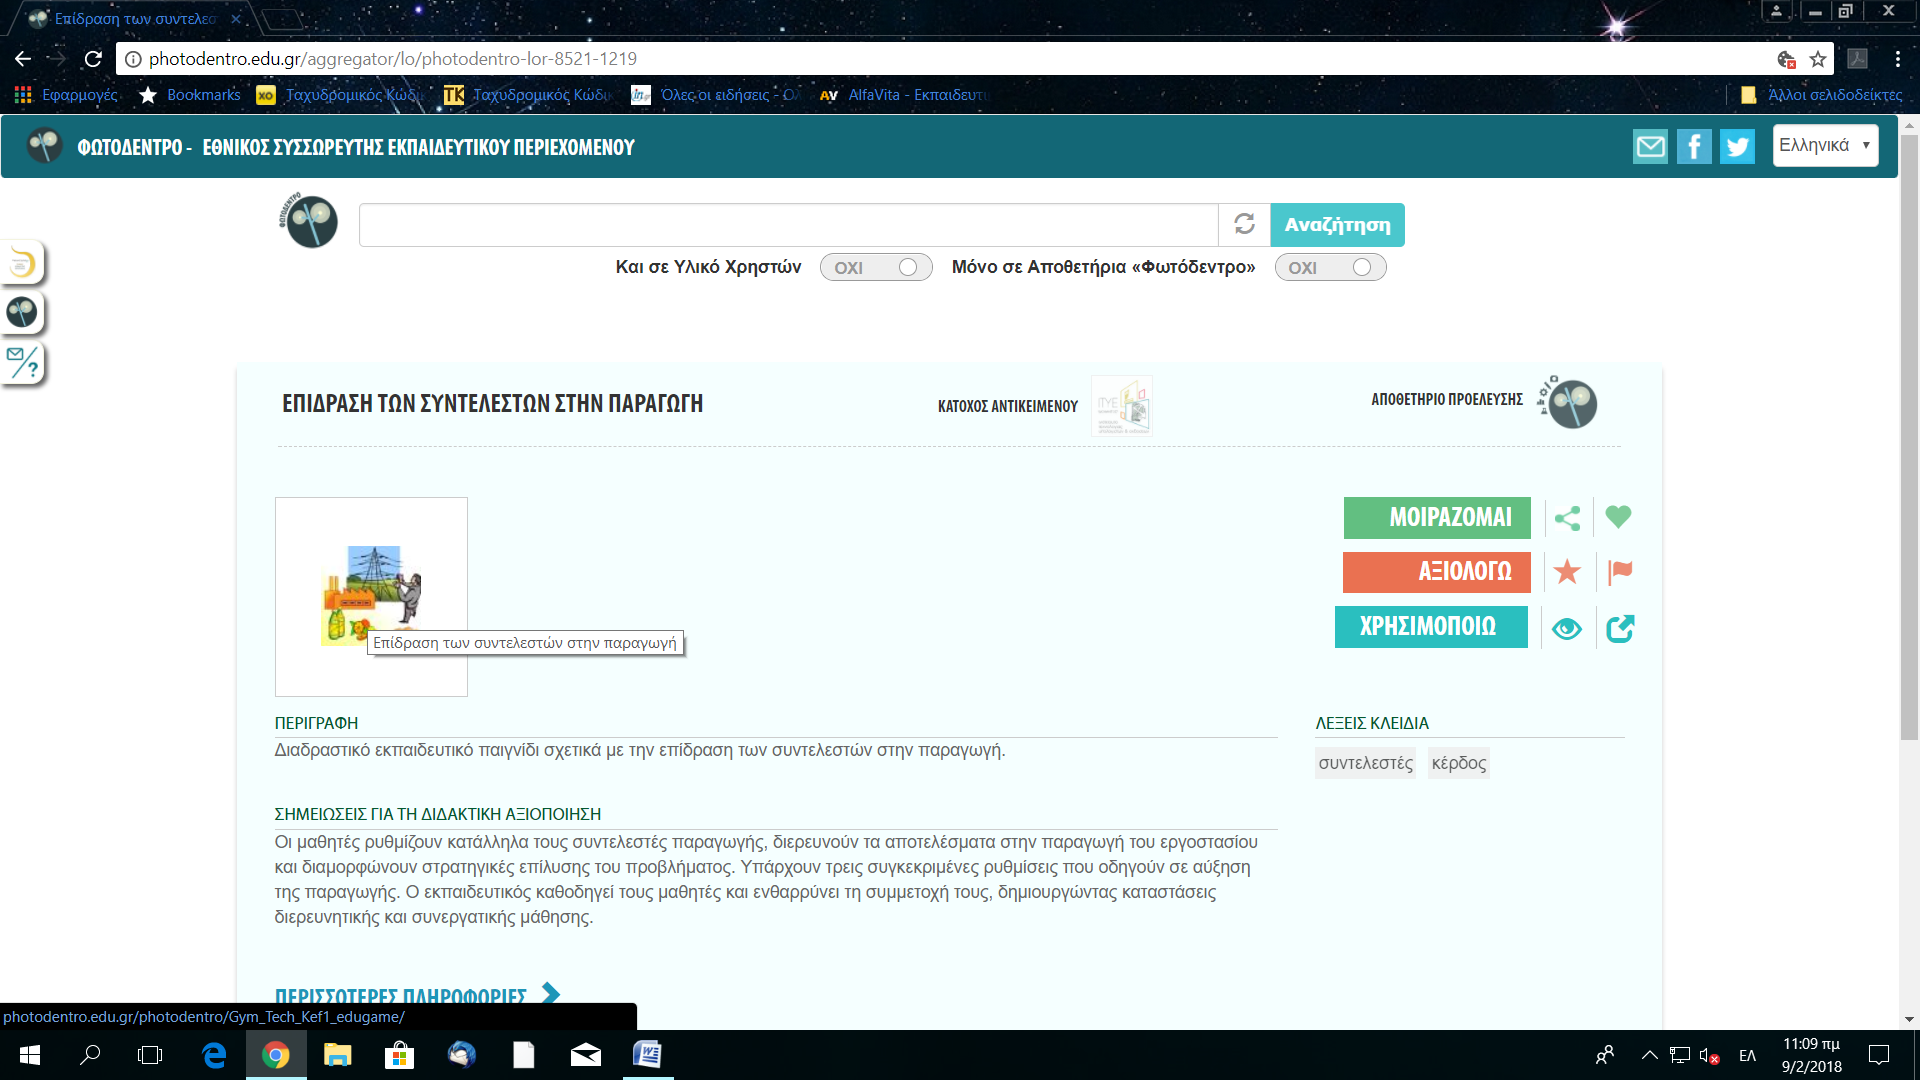 Επίδραση των συντελεσ
photodentro.edu.gr/aggregator/lo/photodentro-lor-8521-1219
Εφαρμογές Bookmarks Ταχυδρομικός Κώδι Ταχυδρομικός Κώδι Όλες οι ειδήσεις - Ο AlfaVita - Εκπαιδευτι Άλλοι σελιδοδείκτες
ΦΩΤΟΔΕΝΤΡΟ - ΕΘΝΙΚΟΣ ΣΥΣΣΩΡΕΥΤΗΣ ΕΚΠΑΙΔΕΥΤΙΚΟΥ ΠΕΡΙΕΧΟΜΕΝΟΥ
Ελληνικά
ΦΩΤΟΔΕΝΤΡΟ
Αναζήτηση
Και σε Υλικό Χρηστών ΟΧΙ Μόνο σε Αποθετήρια «Φωτόδεντρο» ΟΧΙ
ΕΠΙΔΡΑΣΗ ΤΩΝ ΣΥΝΤΕΛΕΣΤΩΝ ΣΤΗΝ ΠΑΡΑΓΩΓΗ
ΚΑΤΟΧΟΣ ΑΝΤΙΚΕΙΜΕΝΟΥ
ΑΠΟΘΕΤΗΡΙΟ ΠΡΟΕΛΕΥΣΗΣ
ΜΟΙΡΑΖΟΜΑΙ
ΑΞΙΟΛΟΓΩ
ΧΡΗΣΙΜΟΠΟΙΩ
Επίδραση των συντελεστών στην παραγωγή
ΠΕΡΙΓΡΑΦΗ
Διαδραστικό εκπαιδευτικό παιγνίδι σχετικά με την επίδραση των συντελεστών στην παραγωγή.
ΛΕΞΕΙΣ ΚΛΕΙΔΙΑ
συντελεστές κέρδος
ΣΗΜΕΙΩΣΕΙΣ ΓΙΑ ΤΗ ΔΙΔΑΚΤΙΚΗ ΑΞΙΟΠΟΙΗΣΗ
Οι μαθητές ρυθμίζουν κατάλληλα τους συντελεστές παραγωγής, διερευνούν τα αποτελέσματα στην παραγωγή του εργοστασίου
και διαμορφώνουν στρατηγικές επίλυσης του προβλήματος. Υπάρχουν τρεις συγκεκριμένες ρυθμίσεις που οδηγούν σε αύξηση
της παραγωγής. Ο εκπαιδευτικός καθοδηγεί τους μαθητές και ενθαρρύνει τη συμμετοχή τους, δημιουργώντας καταστάσεις
διερευνητικής και συνεργατικής μάθησης.
ΠΕΡΙΣΣΟΤΕΡΕΣ ΠΛΗΡΟΦΟΡΙΕΣ
photodentro.edu.gr/photodentro/Gym_Tech_Kef1_edugame/
ΕΛ
11:09 πμ
9/2/2018